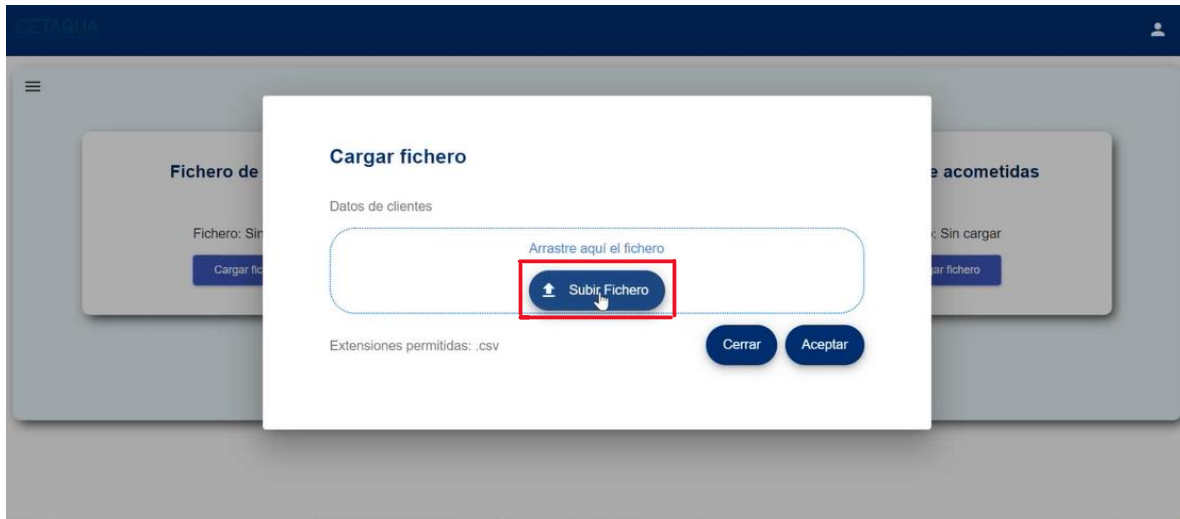 CETAQUA
Fichero de
e acometidas
Fichero: Sin
: Sin cargar
Cargar fic
ar fichero
Cargar fichero
Datos de clientes
Arrastre aquí el fichero
Subir Fichero
Extensiones permitidas: .csv
Cerrar
Aceptar